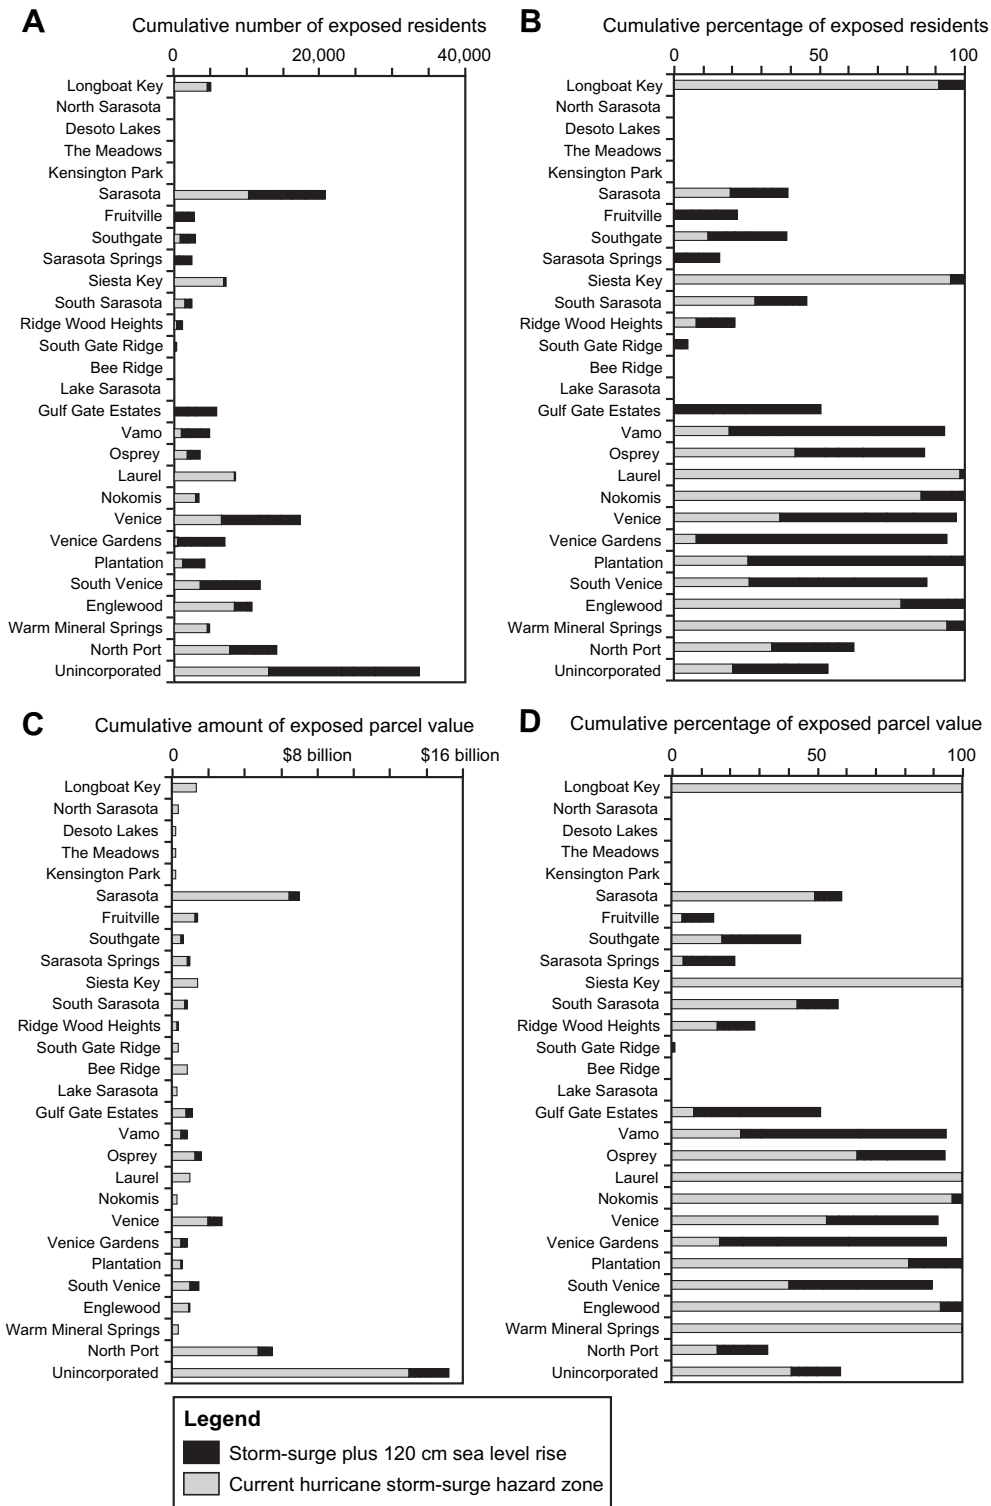 A Cumulative number of exposed residents
0 20,000 40,000
Longboat Key
North Sarasota
Desoto Lakes
The Meadows
Kensington Park
Sarasota
Fruitville
Southgate
Sarasota Springs
Siesta Key
South Sarasota
Ridge Wood Heights
South Gate Ridge
Bee Ridge
Lake Sarasota
Gulf Gate Estates
Vamo
Osprey
Laurel
Nokomis
Venice
Venice Gardens
Plantation
South Venice
Englewood
Warm Mineral Springs
North Port
Unincorporated
B Cumulative percentage of exposed residents
0 50 100
Longboat Key
North Sarasota
Desoto Lakes
The Meadows
Kensington Park
Sarasota
Fruitville
Southgate
Sarasota Springs
Siesta Key
South Sarasota
Ridge Wood Heights
South Gate Ridge
Bee Ridge
Lake Sarasota
Gulf Gate Estates
Vamo
Osprey
Laurel
Nokomis
Venice
Venice Gardens
Plantation
South Venice
Englewood
Warm Mineral Springs
North Port
Unincorporated
C Cumulative amount of exposed parcel value
0 $8 billion $16 billion
Longboat Key
North Sarasota
Desoto Lakes
The Meadows
Kensington Park
Sarasota
Fruitville
Southgate
Sarasota Springs
Siesta Key
South Sarasota
Ridge Wood Heights
South Gate Ridge
Bee Ridge
Lake Sarasota
Gulf Gate Estates
Vamo
Osprey
Laurel
Nokomis
Venice
Venice Gardens
Plantation
South Venice
Englewood
Warm Mineral Springs
North Port
Unincorporated
D Cumulative percentage of exposed parcel value
0 50 100
Longboat Key
North Sarasota
Desoto Lakes
The Meadows
Kensington Park
Sarasota
Fruitville
Southgate
Sarasota Springs
Siesta Key
South Sarasota
Ridge Wood Heights
South Gate Ridge
Bee Ridge
Lake Sarasota
Gulf Gate Estates
Vamo
Osprey
Laurel
Nokomis
Venice
Venice Gardens
Plantation
South Venice
Englewood
Warm Mineral Springs
North Port
Unincorporated
Legend
Storm-surge plus 120 cm sea level rise
Current hurricane storm-surge hazard zone